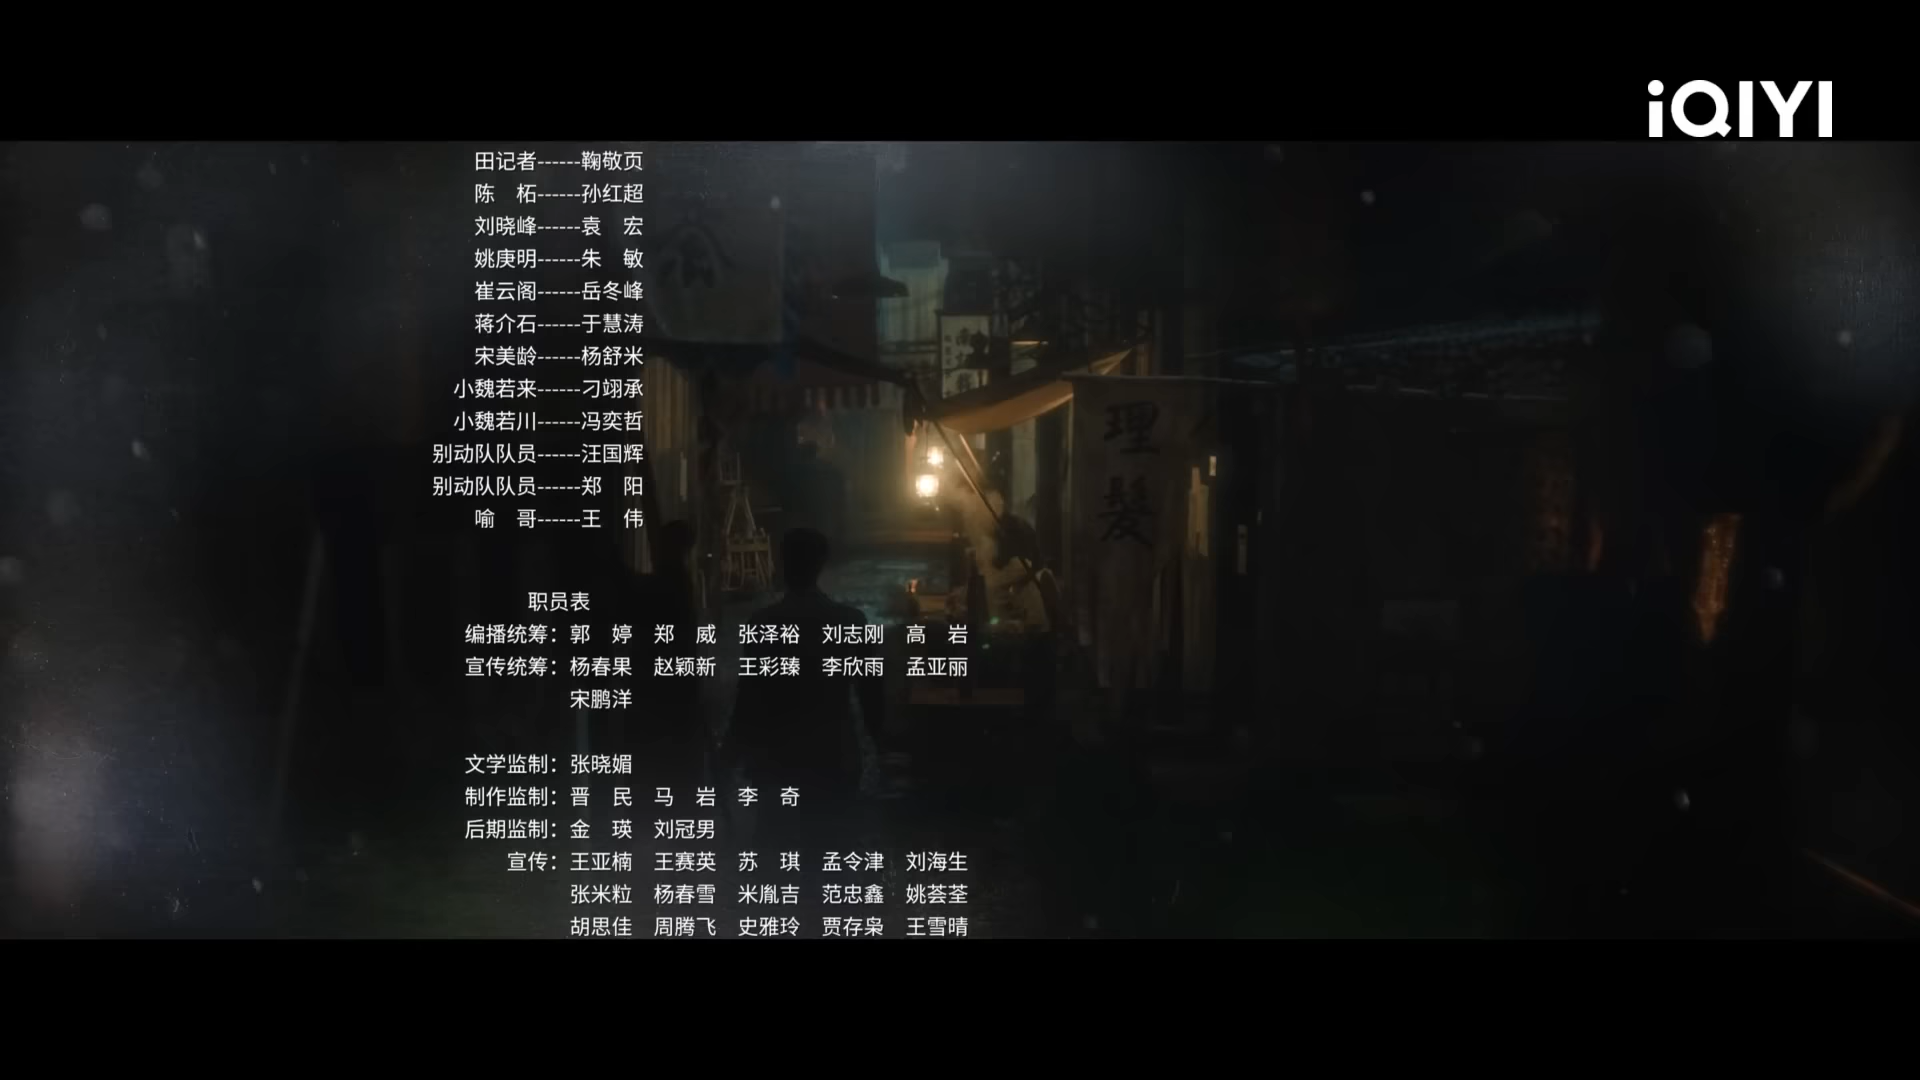 iQIYI
田记者------鞠敬页
陈　柘------孙红超
刘晓峰------袁　宏
姚庚明------朱　敏
崔云阁------岳冬峰
蒋介石------于慧涛
宋美龄------杨舒米
小魏若来------刁翊承
小魏若川------冯奕哲
别动队队员------汪国辉
别动队队员------郑　阳
喻　哥------王　伟
理髮
职员表
编播统筹：郭　婷　郑　威　张泽裕　刘志刚　高　岩
宣传统筹：杨春果　赵颖新　王彩臻　李欣雨　孟亚丽
宋鹏洋
文学监制：张晓媚
制作监制：晋　民　马　岩　李　奇
后期监制：金　瑛　刘冠男
宣传：王亚楠　王赛英　苏　琪　孟令津　刘海生
张米粒　杨春雪　米胤吉　范忠鑫　姚荟荃
胡思佳　周腾飞　史雅玲　贾存枭　王雪晴